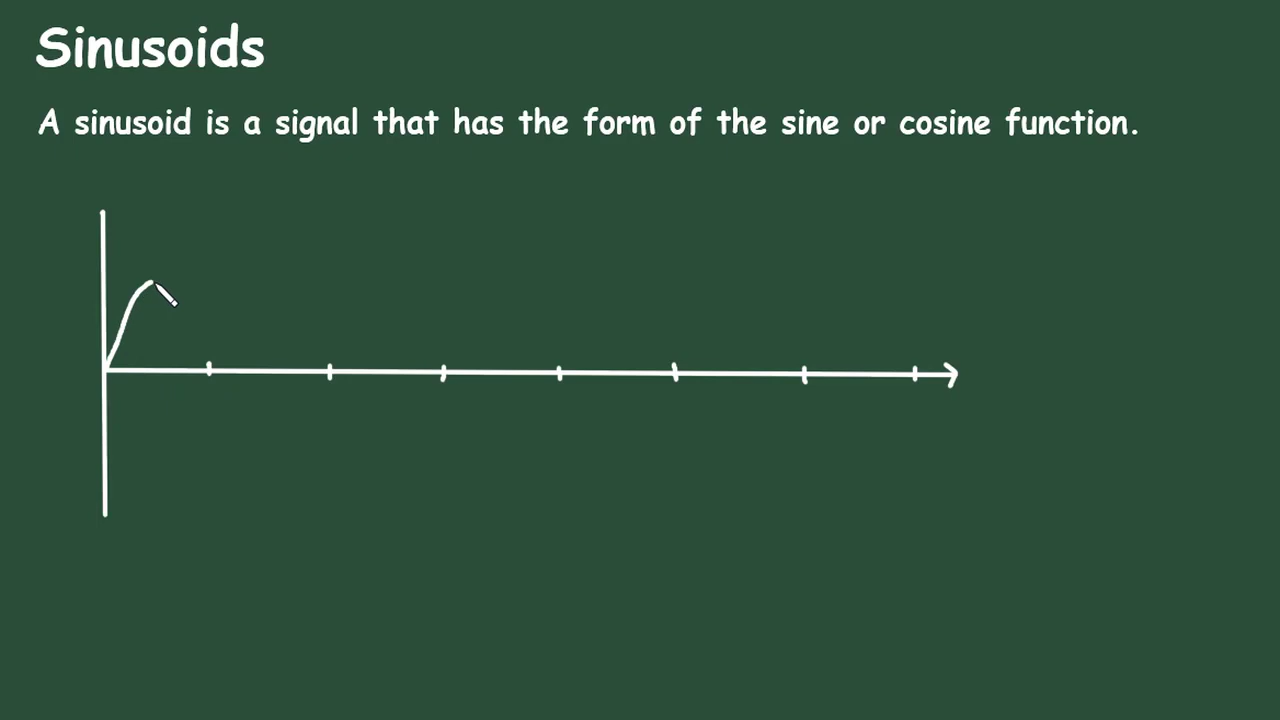 Sinusoids
A sinusoid is a signal that has the form of the sine or cosine function.